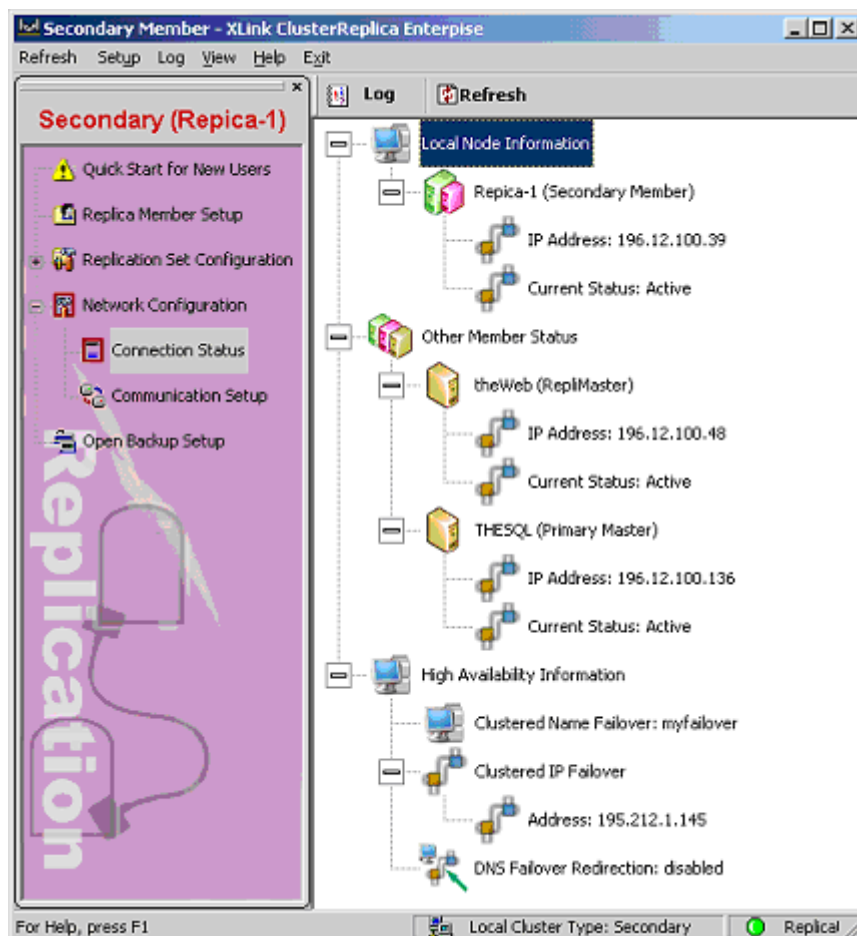 Secondary Member - XLink ClusterReplica Enterpise
Refresh Setup Log View Help Exit
Secondary (Repica-1)
Quick Start for New Users
Replica Member Setup
Replication Set Configuration
Network Configuration
Connection Status
Communication Setup
Open Backup Setup
Replication
Log Refresh
Local Node Information
Repica-1 (Secondary Member)
IP Address: 196.12.100.39
Current Status: Active
Other Member Status
theWeb (RepliMaster)
IP Address: 196.12.100.48
Current Status: Active
THESQL (Primary Master)
IP Address: 196.12.100.136
Current Status: Active
High Availability Information
Clustered Name Failover: myfailover
Clustered IP Failover
Address: 195.212.1.145
DNS Failover Redirection: disabled
For Help, press F1
Local Cluster Type: Secondary
Replical